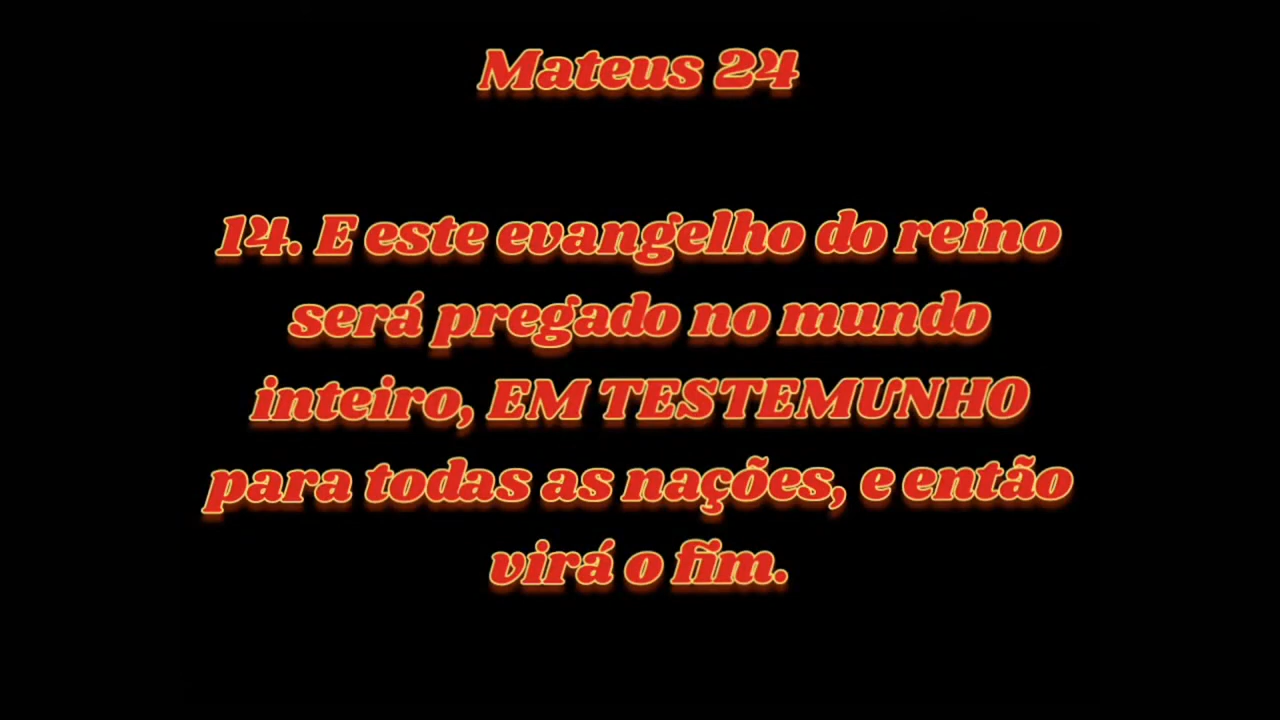 Mateus 24
14. E este evangelho do reino
será pregado no mundo
inteiro, EM TESTEMUNHO
para todas as nações, e então
virá o fim.